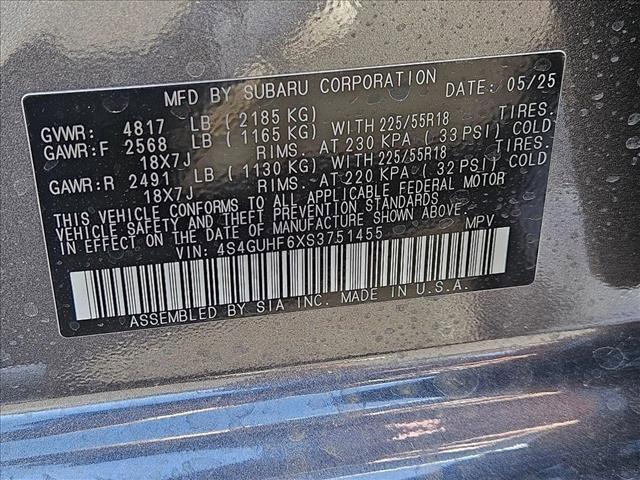 MFD BY SUBARU CORPORATION DATE: 05/25
GVWR: 4817 LB (2185 KG)
GAWR:F 2568 LB (1165 KG) WITH 225/55R18 TIRES.
18X7J RIMS. AT 230 KPA (33 PSI) COLD
GAWR:R 2491 LB (1130 KG) WITH 225/55R18 TIRES.
18X7J RIMS. AT 220 KPA (32 PSI) COLD
THIS VEHICLE CONFORMS TO ALL APPLICABLE FEDERAL MOTOR
VEHICLE SAFETY AND THEFT PREVENTION STANDARDS IN EFFECT
ON THE DATE OF MANUFACTURE SHOWN ABOVE.
VIN: 4S4GUHF6XS3751455 MPV
ASSEMBLED BY SIA INC. MADE IN U.S.A.